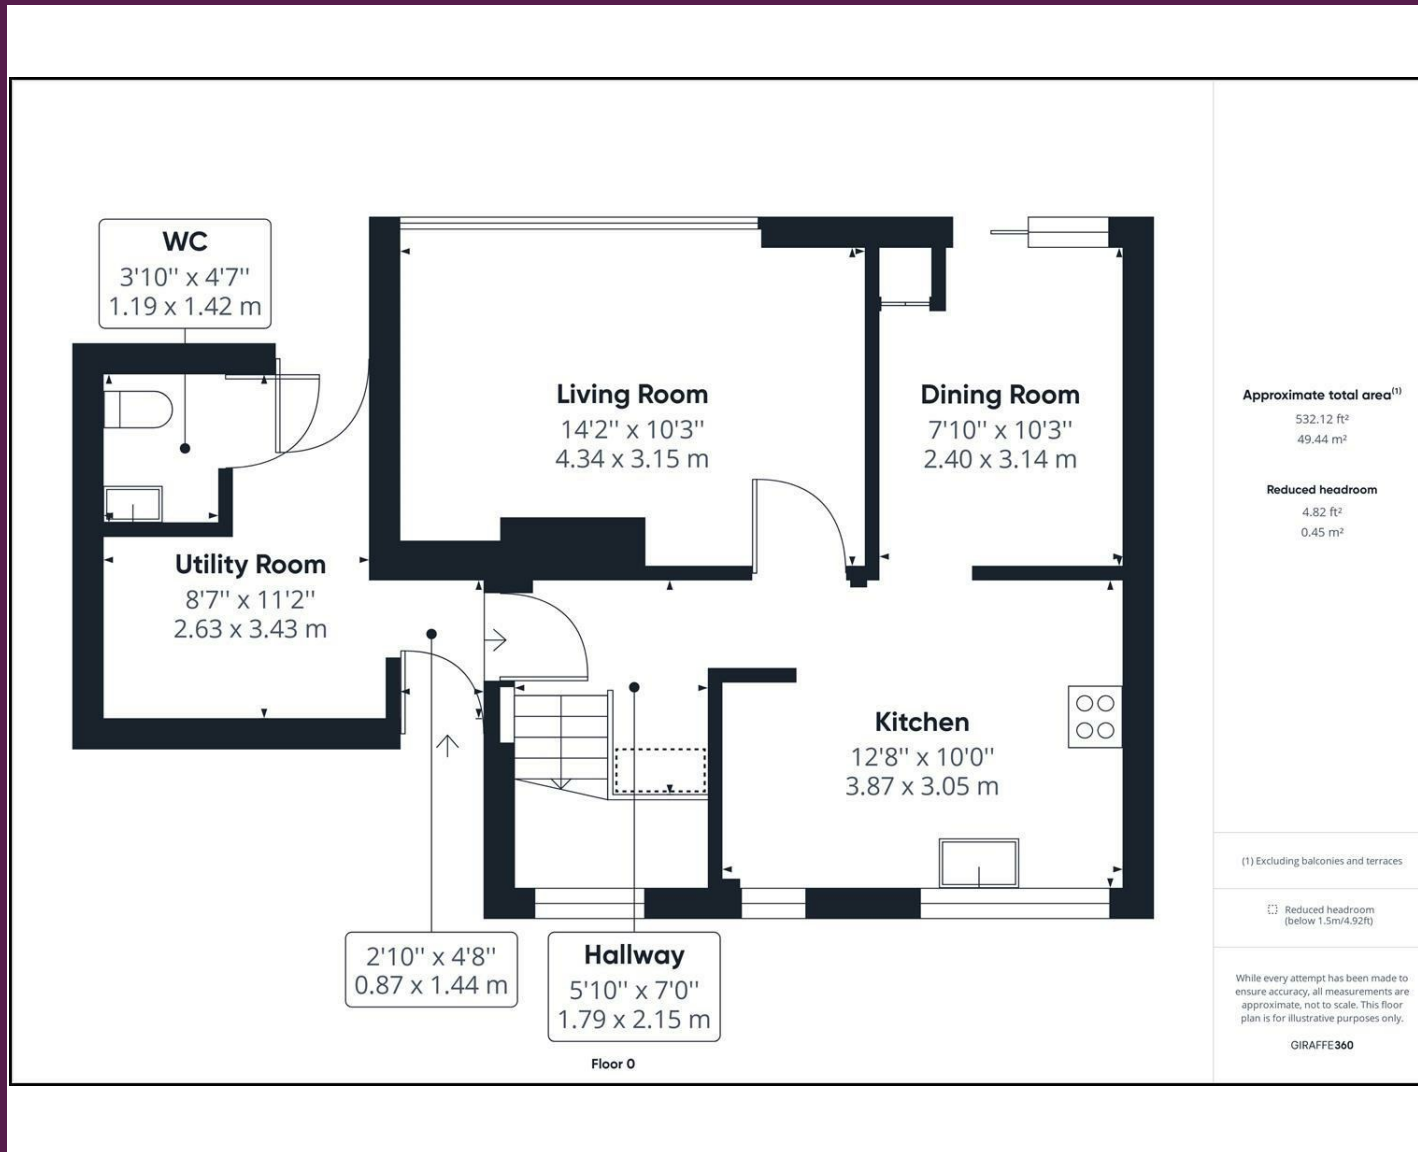 WC
3'10'' x 4'7''
1.19 x 1.42 m
Living Room
14'2'' x 10'3''
4.34 x 3.15 m
Dining Room
7'10'' x 10'3''
2.40 x 3.14 m
Utility Room
8'7'' x 11'2''
2.63 x 3.43 m
Kitchen
12'8'' x 10'0''
3.87 x 3.05 m
2'10'' x 4'8''
0.87 x 1.44 m
Hallway
5'10'' x 7'0''
1.79 x 2.15 m
Floor 0
Approximate total area(1)
532.12 ft²
49.44 m²
Reduced headroom
4.82 ft²
0.45 m²
(1) Excluding balconies and terraces
Reduced headroom
(below 1.5m/4.92ft)
While every attempt has been made to
ensure accuracy, all measurements are
approximate, not to scale. This floor
plan is for illustrative purposes only.
GIRAFFE360